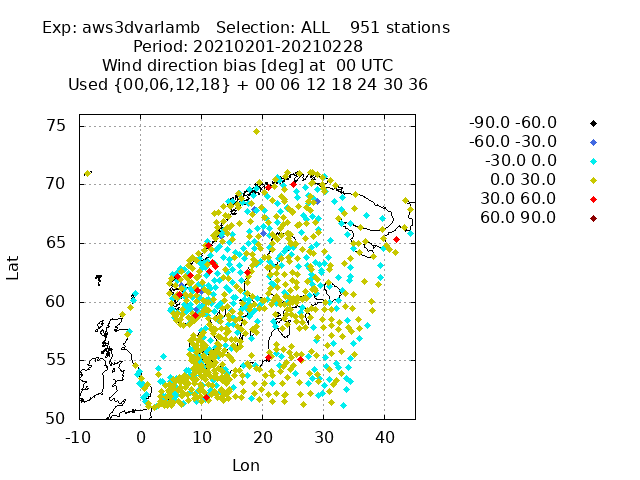 Exp: aws3dvarlamb   Selection: ALL    951 stations
Period: 20210201-20210228
Wind direction bias [deg] at  00 UTC
Used {00,06,12,18} + 00 06 12 18 24 30 36
-90.0 -60.0
-60.0 -30.0
-30.0 0.0
0.0 30.0
30.0 60.0
60.0 90.0
75
70
65
60
55
50
Lat
-10 0 10 20 30 40
Lon